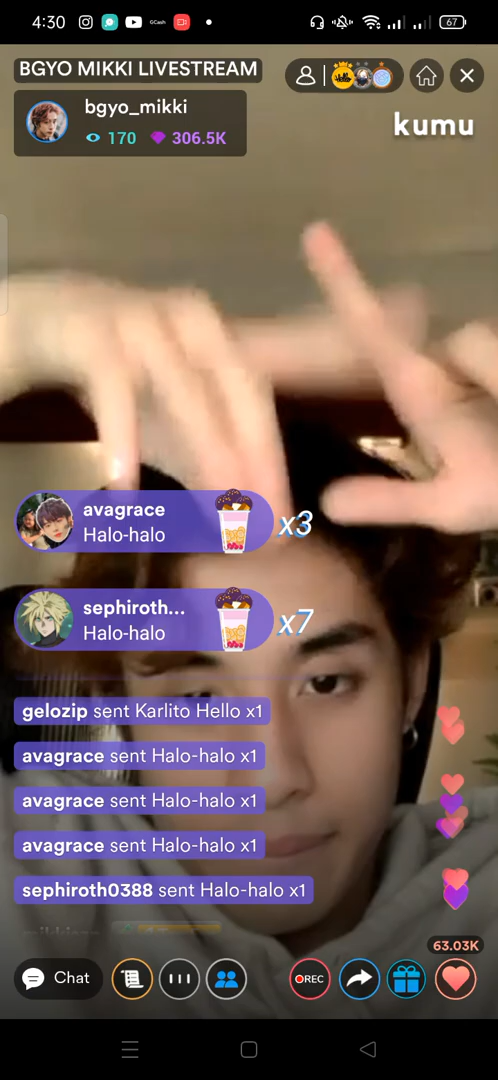 4:30
GCash
67
BGYO MIKKI LIVESTREAM
Hello
bgyo_mikki
170
306.5K
kumu
avagrace
Halo-halo
x3
sephiroth...
Halo-halo
x7
gelozip sent Karlito Hello x1
avagrace sent Halo-halo x1
avagrace sent Halo-halo x1
avagrace sent Halo-halo x1
sephiroth0388 sent Halo-halo x1
63.03K
Chat
REC